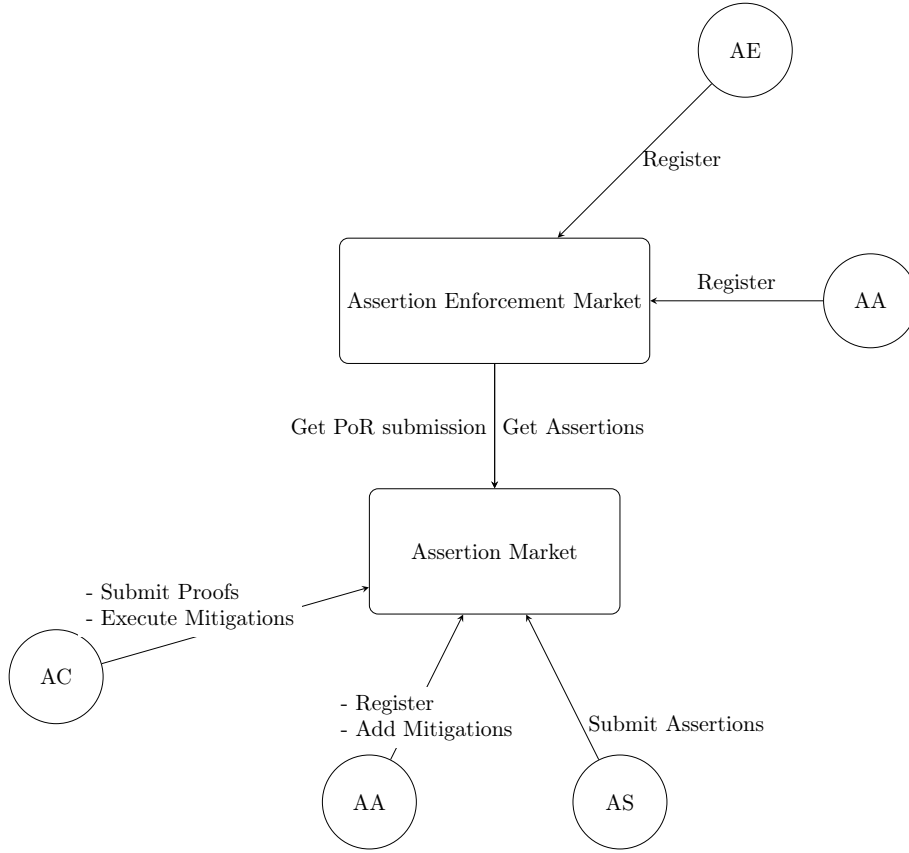 AE
Register
Assertion Enforcement Market
Register
AA
Get PoR submission
Get Assertions
Assertion Market
- Submit Proofs
- Execute Mitigations
AC
- Register
- Add Mitigations
Submit Assertions
AA
AS